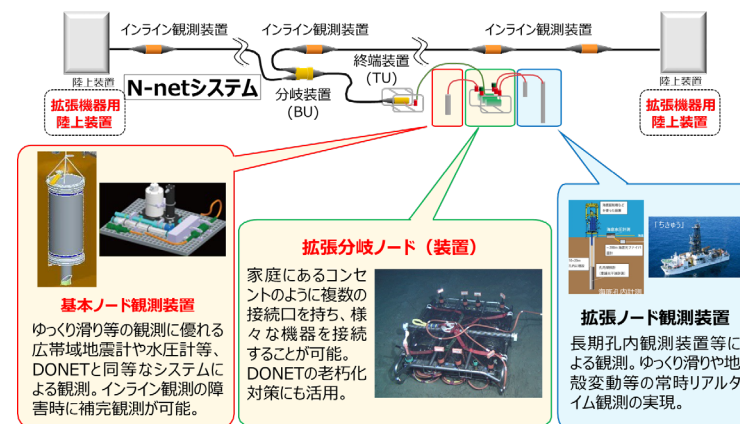 インライン観測装置
インライン観測装置
インライン観測装置
終端装置
(TU)
陸上装置
N-netシステム
分岐装置
(BU)
陸上装置
拡張機器用
陸上装置
拡張機器用
陸上装置
基本ノード観測装置
ゆっくり滑り等の観測に優れる
広帯域地震計や水圧計等、
DONETと同等なシステムに
よる観測。インライン観測の障
害時に補完観測が可能。
拡張分岐ノード（装置）
家庭にあるコンセ
ントのように複数の
接続口を持ち、様
々な機器を接続
することが可能。
DONETの老朽化
対策にも活用。
「ちきゅう」
拡張ノード観測装置
長期孔内観測装置等に
よる観測。ゆっくり滑りや地
殻変動等の常時リアルタ
イム観測の実現。